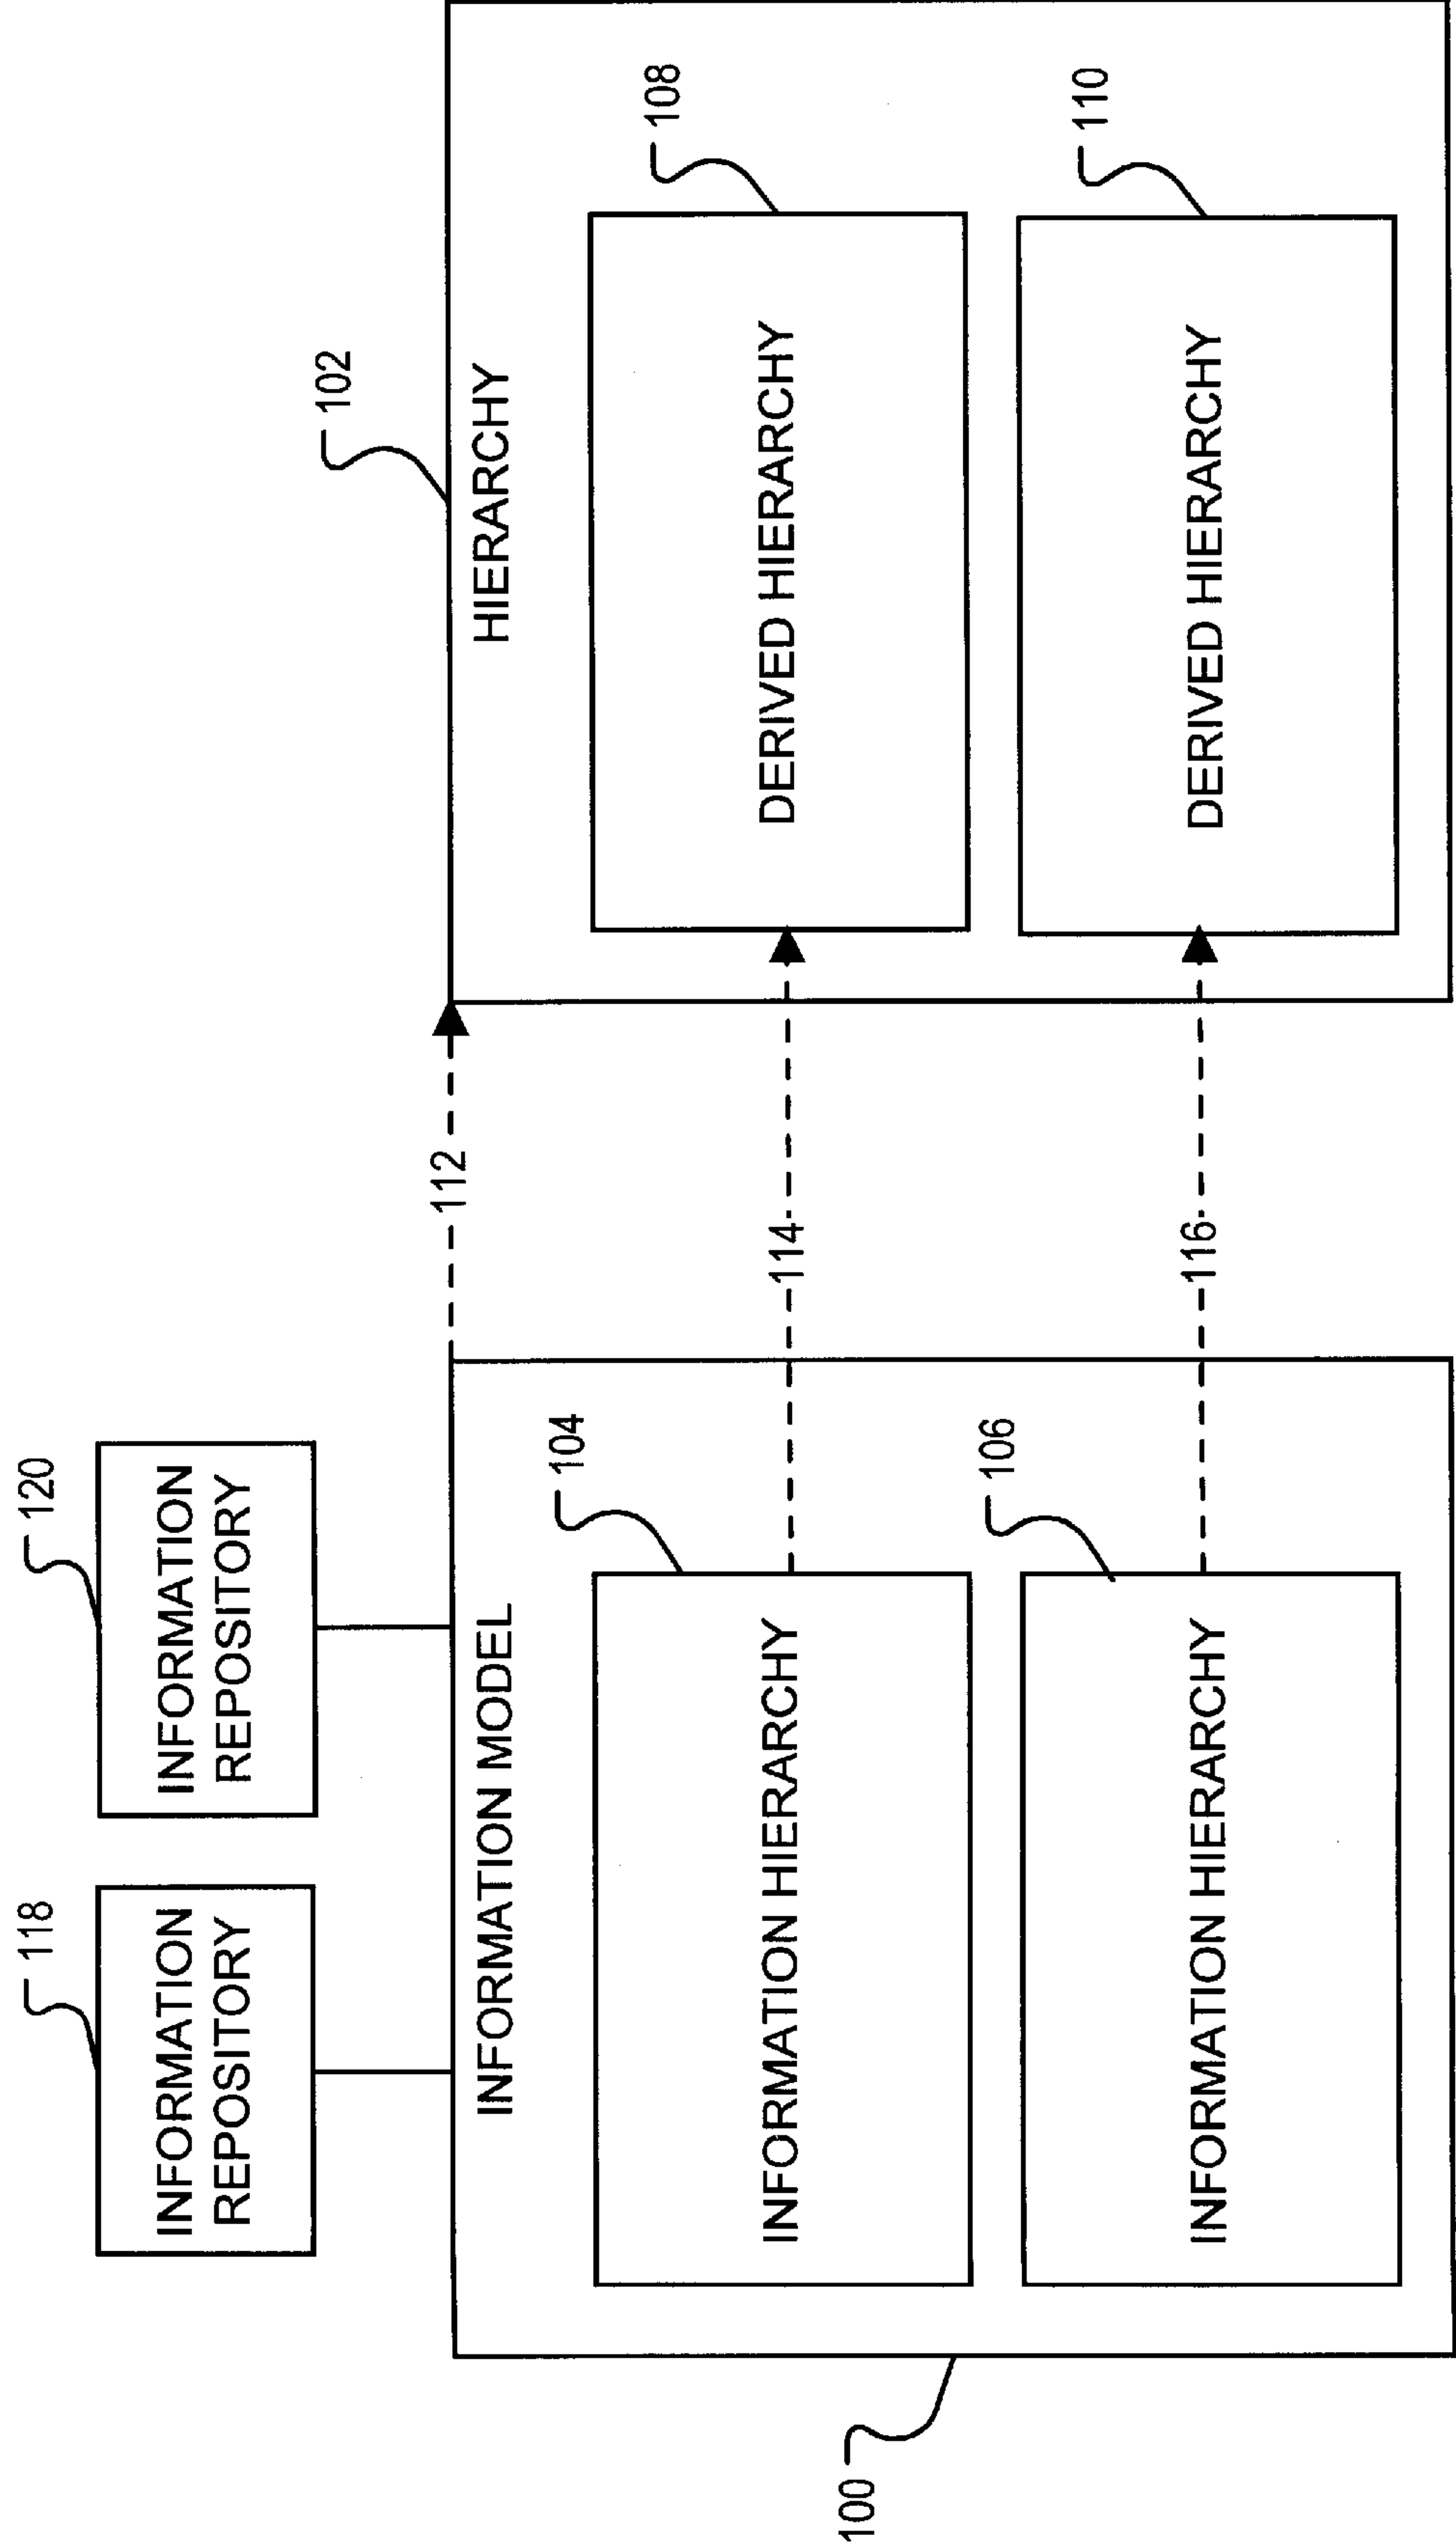 118
120
INFORMATION
REPOSITORY
INFORMATION
REPOSITORY
102
112
INFORMATION MODEL
HIERARCHY
104
108
INFORMATION HIERARCHY
114
DERIVED HIERARCHY
106
110
INFORMATION HIERARCHY
116
DERIVED HIERARCHY
100